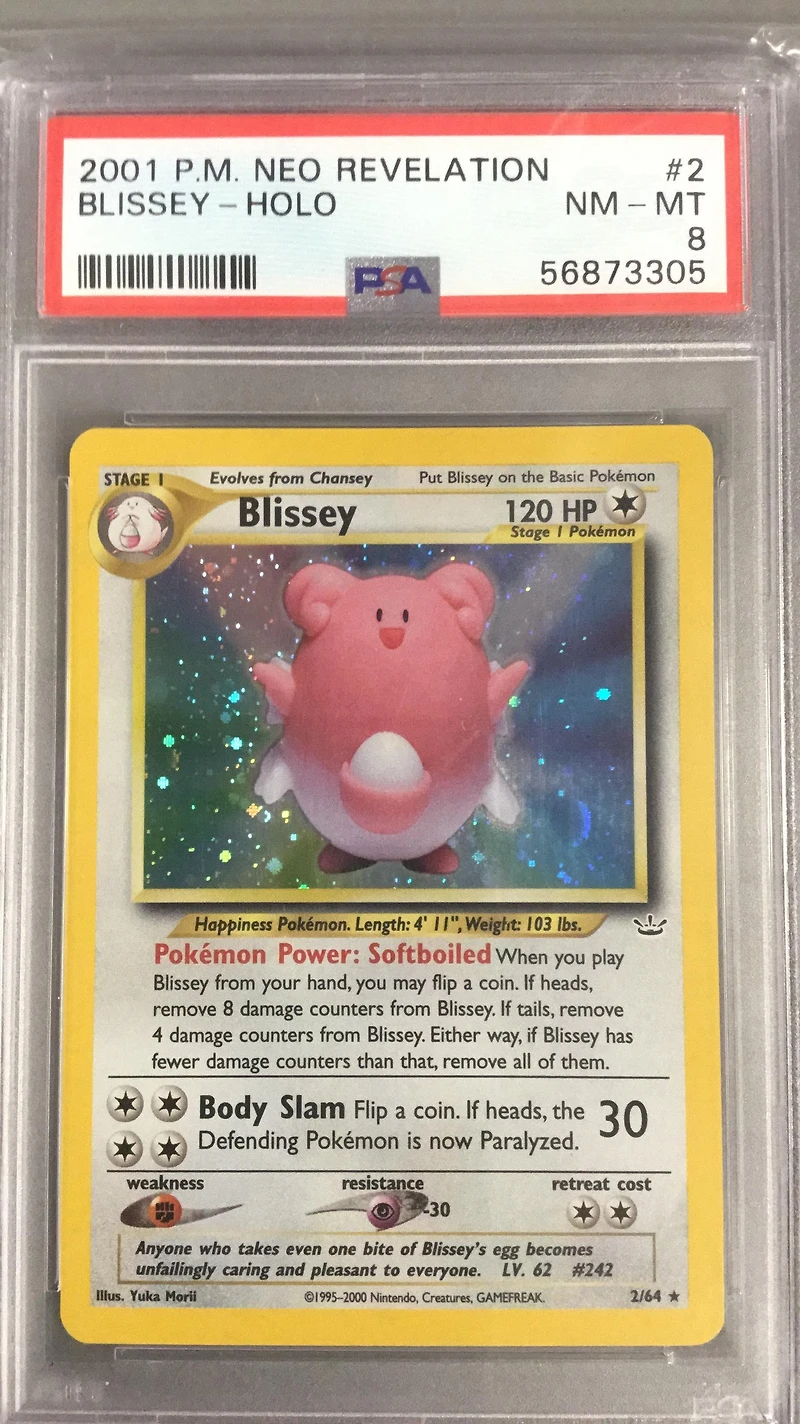 2001 P.M. NEO REVELATION #2
BLISSEY - HOLO NM - MT
8
PSA 56873305
STAGE 1 Evolves from Chansey Put Blissey on the Basic Pokémon
Blissey 120 HP
Stage 1 Pokémon
Happiness Pokémon. Length: 4' 11", Weight: 103 lbs.
Pokémon Power: Softboiled When you play
Blissey from your hand, you may flip a coin. If heads,
remove 8 damage counters from Blissey. If tails, remove
4 damage counters from Blissey. Either way, if Blissey has
fewer damage counters than that, remove all of them.
Body Slam Flip a coin. If heads, the 30
Defending Pokémon is now Paralyzed.
weakness resistance retreat cost
-30
Anyone who takes even one bite of Blissey's egg becomes
unfailingly caring and pleasant to everyone. LV. 62 #242
Illus. Yuka Morii ©1995-2000 Nintendo, Creatures, GAMEFREAK. 2/64 ★